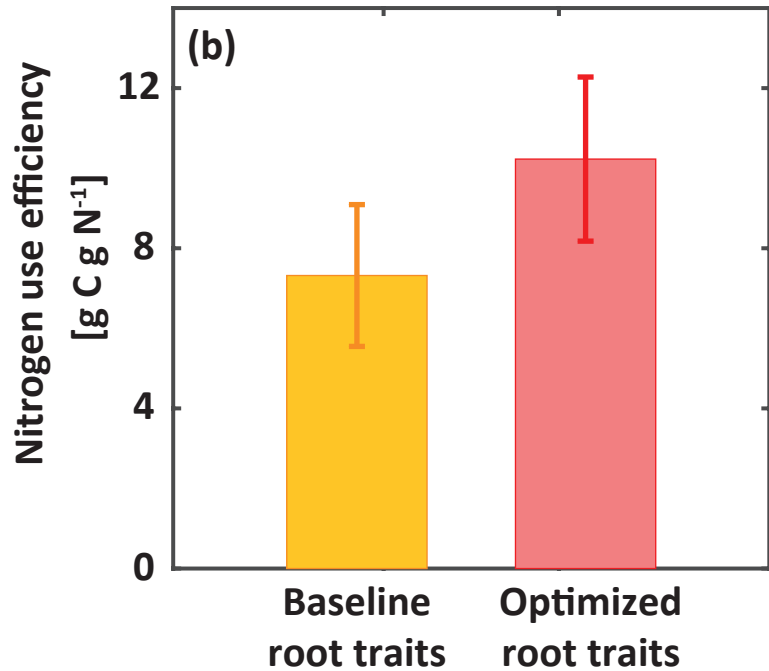 (b)
Nitrogen use efficiency
[g C g N⁻¹]
12
8
4
0
Baseline
root traits
Optimized
root traits